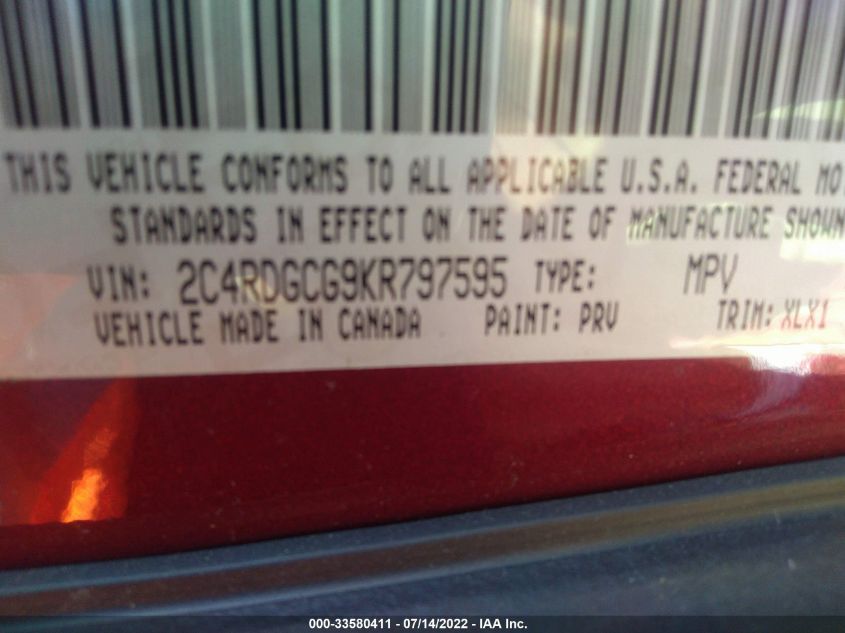 THIS VEHICLE CONFORMS TO ALL APPLICABLE U.S.A. FEDERAL MO
STANDARDS IN EFFECT ON THE DATE OF MANUFACTURE SHOWN
VIN: 2C4RDGCG9KR797595 TYPE: MPV
VEHICLE MADE IN CANADA PAINT: PRV TRIM: XLX1
000-33580411 - 07/14/2022 - IAA Inc.